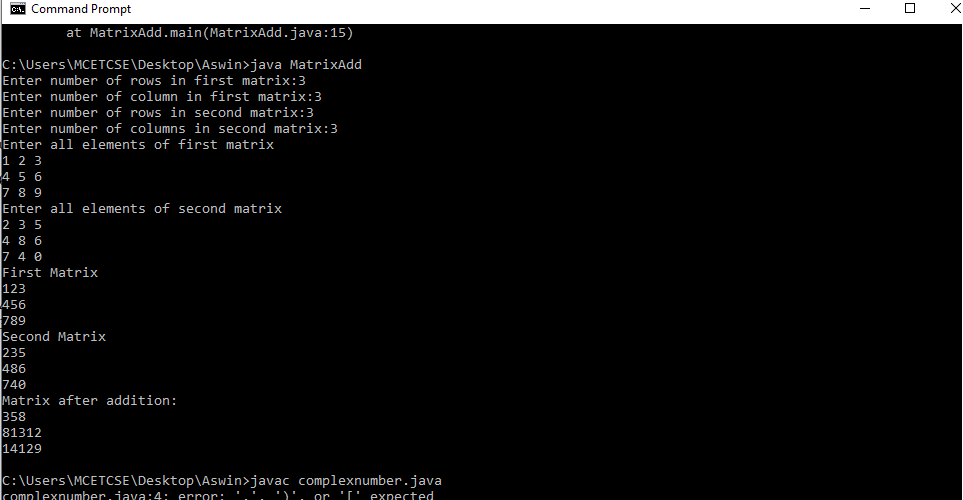 Command Prompt
at MatrixAdd.main(MatrixAdd.java:15)
C:\Users\MCETCSE\Desktop\Aswin>java MatrixAdd
Enter number of rows in first matrix:3
Enter number of column in first matrix:3
Enter number of rows in second matrix:3
Enter number of columns in second matrix:3
Enter all elements of first matrix
1 2 3
4 5 6
7 8 9
Enter all elements of second matrix
2 3 5
4 8 6
7 4 0
First Matrix
123
456
789
Second Matrix
235
486
740
Matrix after addition:
358
81312
14129
C:\Users\MCETCSE\Desktop\Aswin>javac complexnumber.java
complexnumber.java:4: error: ',', ')', or '[' expected